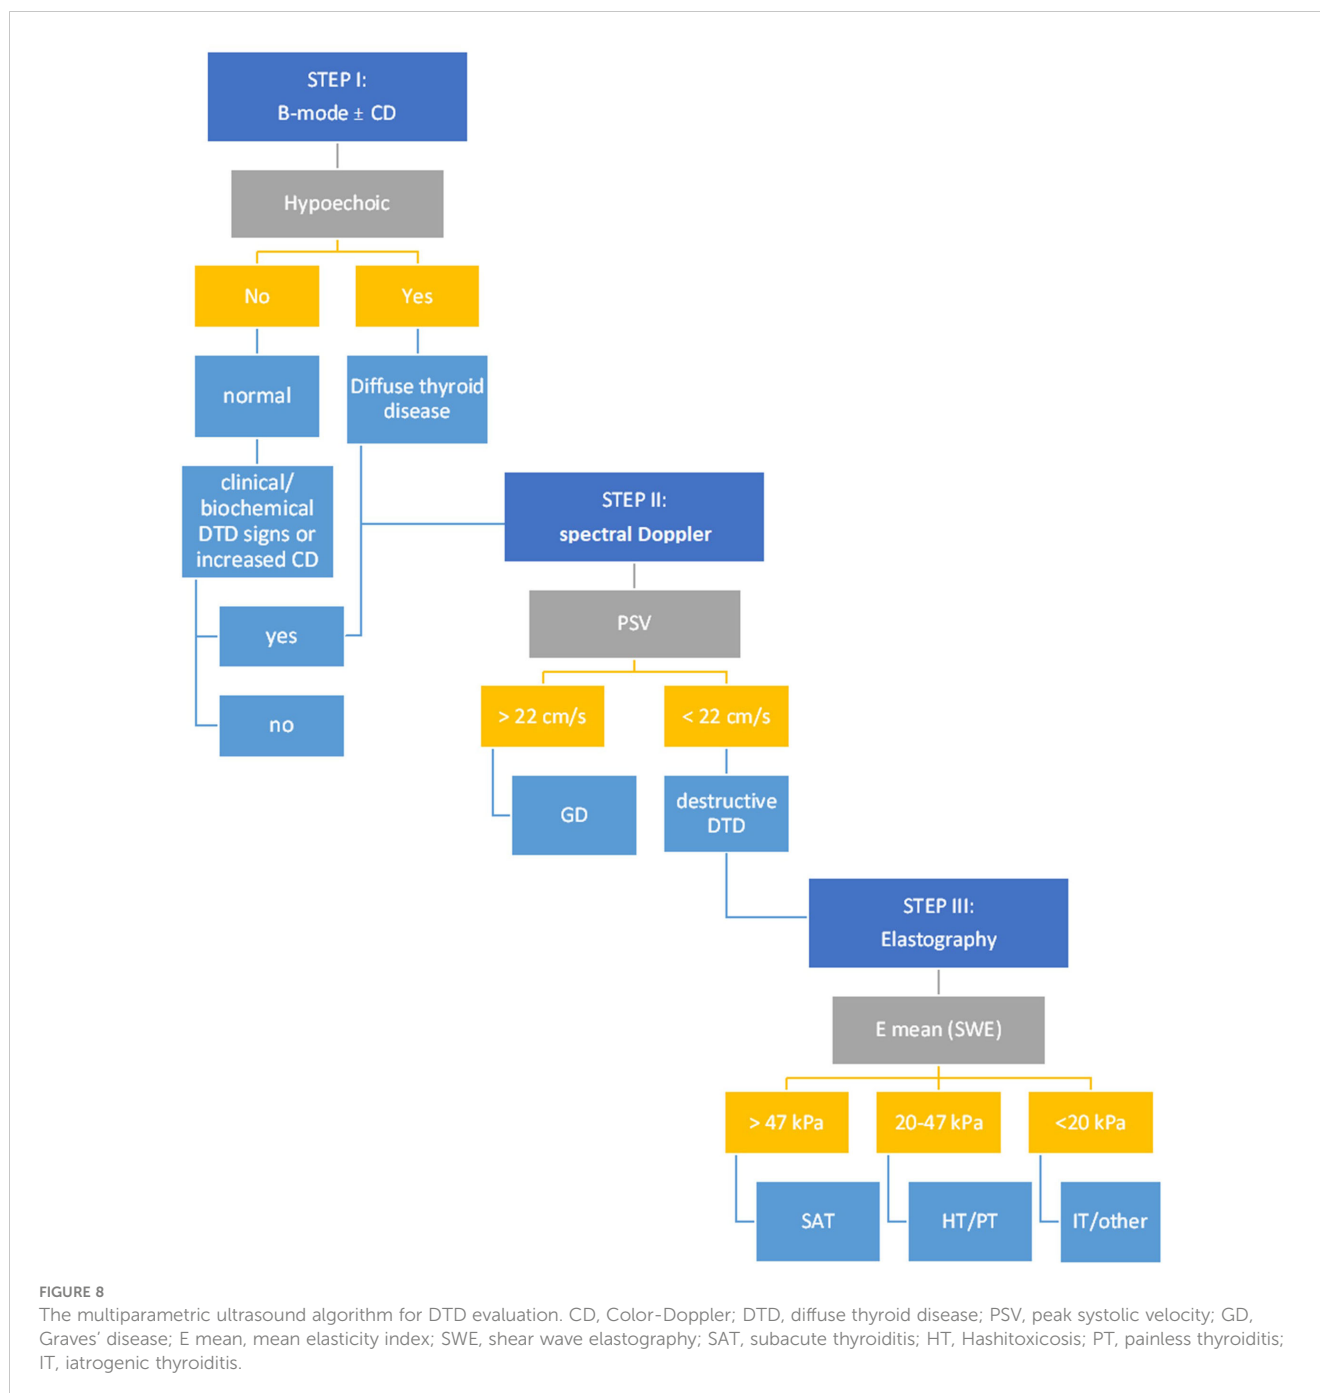 STEP I:
B-mode ± CD
Hypoechoic
No
Yes
normal
Diffuse thyroid
disease
clinical/
biochemical
DTD signs or
increased CD
yes
no
STEP II:
spectral Doppler
PSV
> 22 cm/s
< 22 cm/s
GD
destructive
DTD
STEP III:
Elastography
E mean (SWE)
> 47 kPa
20-47 kPa
<20 kPa
SAT
HT/PT
IT/other
FIGURE 8
The multiparametric ultrasound algorithm for DTD evaluation. CD, Color-Doppler; DTD, diffuse thyroid disease; PSV, peak systolic velocity; GD,
Graves’ disease; E mean, mean elasticity index; SWE, shear wave elastography; SAT, subacute thyroiditis; HT, Hashitoxicosis; PT, painless thyroiditis;
IT, iatrogenic thyroiditis.